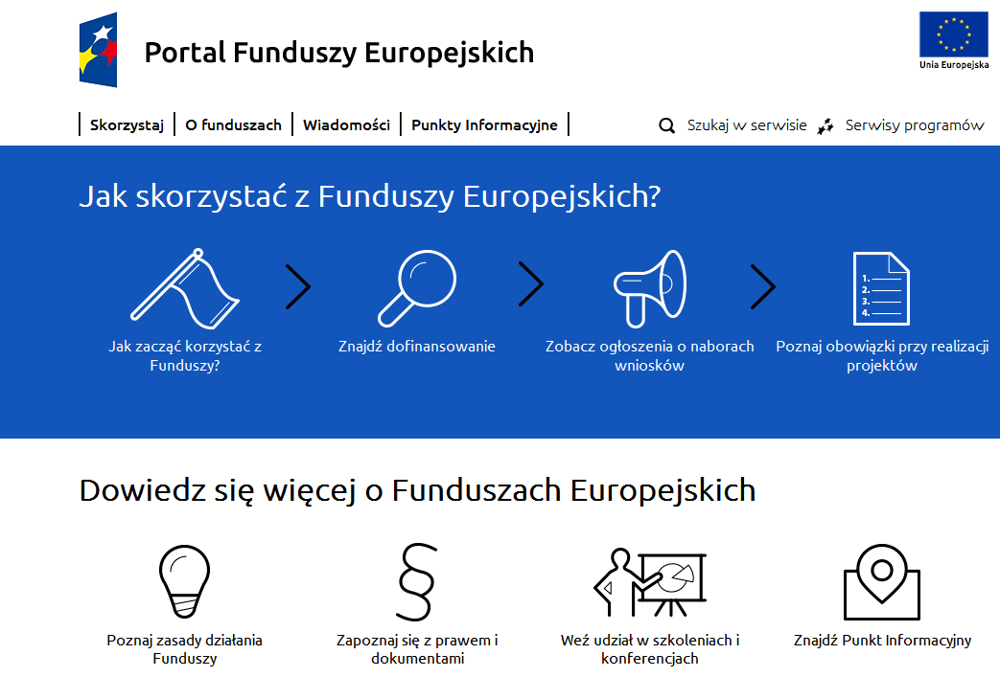 Portal Funduszy Europejskich
Unia Europejska
Skorzystaj
O funduszach
Wiadomości
Punkty Informacyjne
Szukaj w serwisie
Serwisy programów
Jak skorzystać z Funduszy Europejskich?
1.
2.
3.
4.
Jak zacząć korzystać z
Funduszy?
Znajdź dofinansowanie
Zobacz ogłoszenia o naborach
wniosków
Poznaj obowiązki przy realizacji
projektów
Dowiedz się więcej o Funduszach Europejskich
Poznaj zasady działania
Funduszy
Zapoznaj się z prawem i
dokumentami
Weź udział w szkoleniach i
konferencjach
Znajdź Punkt Informacyjny